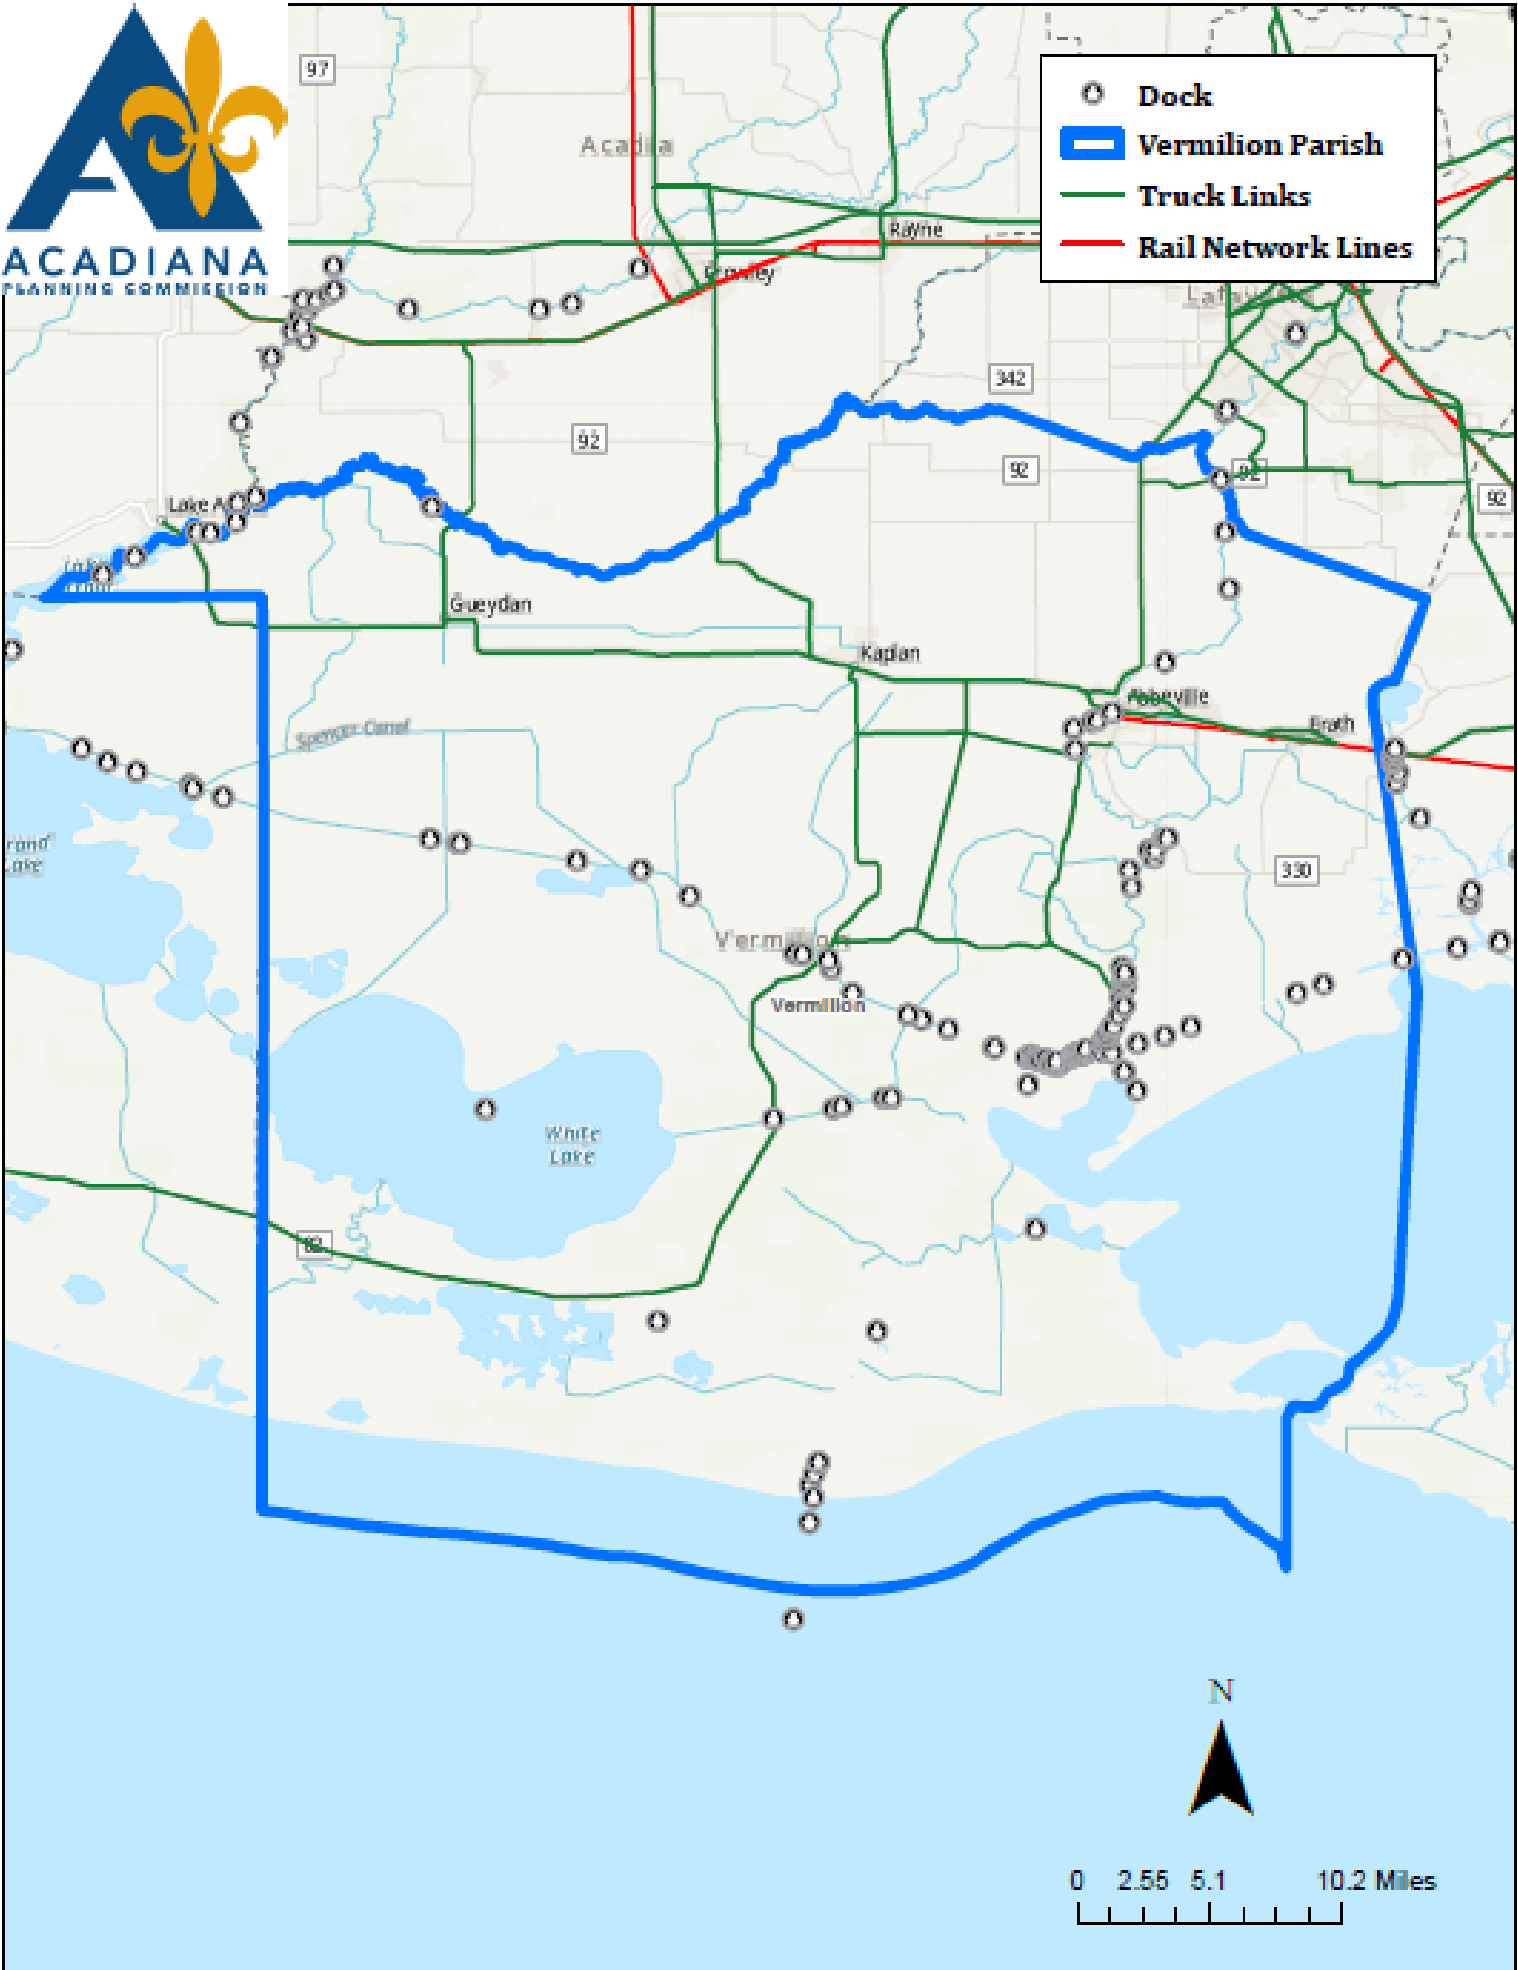 ACADIANA
PLANNING COMMISSION
97
Acadia
Dock
Vermilion Parish
Truck Links
Rail Network Lines
Rayne
Crowley
342
92
92
92
92
Lake
Gueydan
Kaplan
Abbeville
Erath
Spencer Canal
Lake
330
Vermilion
Vermilion
White
Lake
82
N
0 2.55 5.1 10.2 Miles